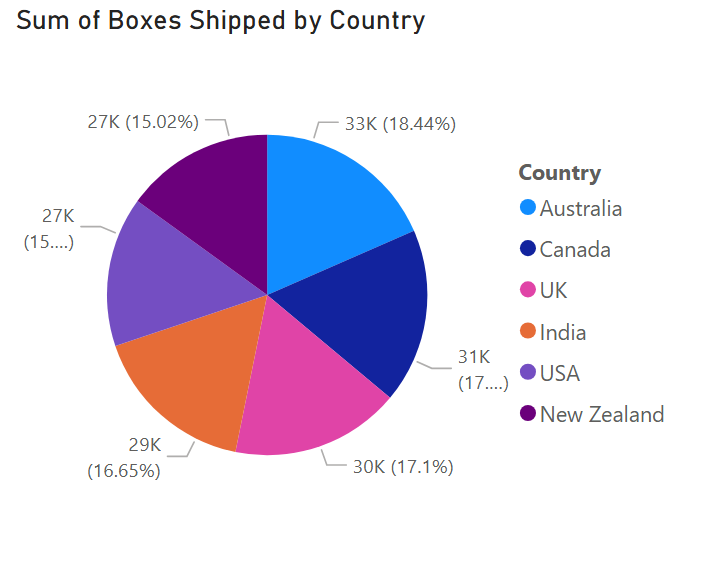 Sum of Boxes Shipped by Country
27K (15.02%)
33K (18.44%)
27K
(15....)
31K
(17....)
29K
(16.65%)
30K (17.1%)
Country
Australia
Canada
UK
India
USA
New Zealand